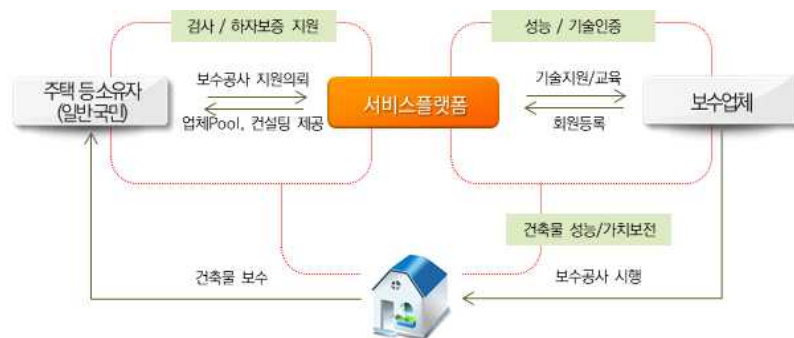 검사 / 하자보증 지원
성능 / 기술인증
주택 등 소유자
(일반국민)
보수공사 지원의뢰
업체Pool, 컨설팅 제공
서비스플랫폼
기술지원/교육
회원등록
보수업체
건축물 성능/가치보전
건축물 보수
보수공사 시행